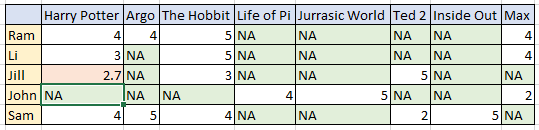 Harry Potter Argo The Hobbit Life of Pi Jurrasic World Ted 2 Inside Out Max
Ram 4 4 5 NA NA NA NA 4
Li 3 NA 5 NA NA NA NA 4
Jill 2.7 NA 3 NA NA 5 NA NA
John NA NA NA 4 5 NA NA 2
Sam 4 5 4 NA NA 2 5 NA